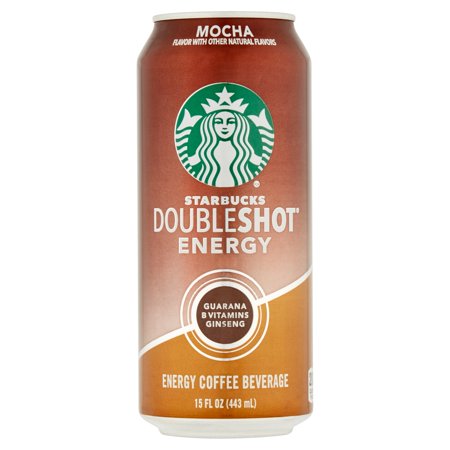 MOCHA
FLAVOR WITH OTHER NATURAL FLAVORS
®
STARBUCKS
DOUBLESHOT®
ENERGY
GUARANA
B VITAMINS
GINSENG
ENERGY COFFEE BEVERAGE
15 FL OZ (443 mL)